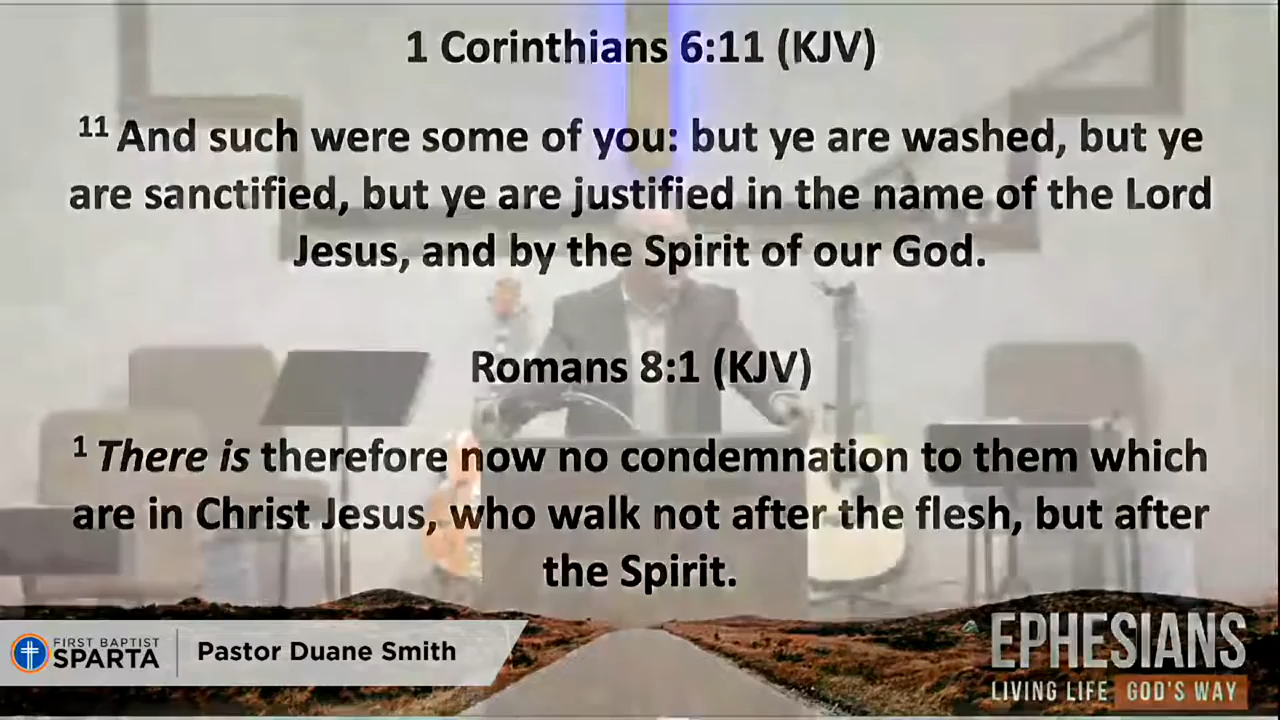 1 Corinthians 6:11 (KJV)
11 And such were some of you: but ye are washed, but ye
are sanctified, but ye are justified in the name of the Lord
Jesus, and by the Spirit of our God.
Romans 8:1 (KJV)
1 There is therefore now no condemnation to them which
are in Christ Jesus, who walk not after the flesh, but after
the Spirit.
FIRST BAPTIST
SPARTA
Pastor Duane Smith
EPHESIANS
LIVING LIFE GOD'S WAY